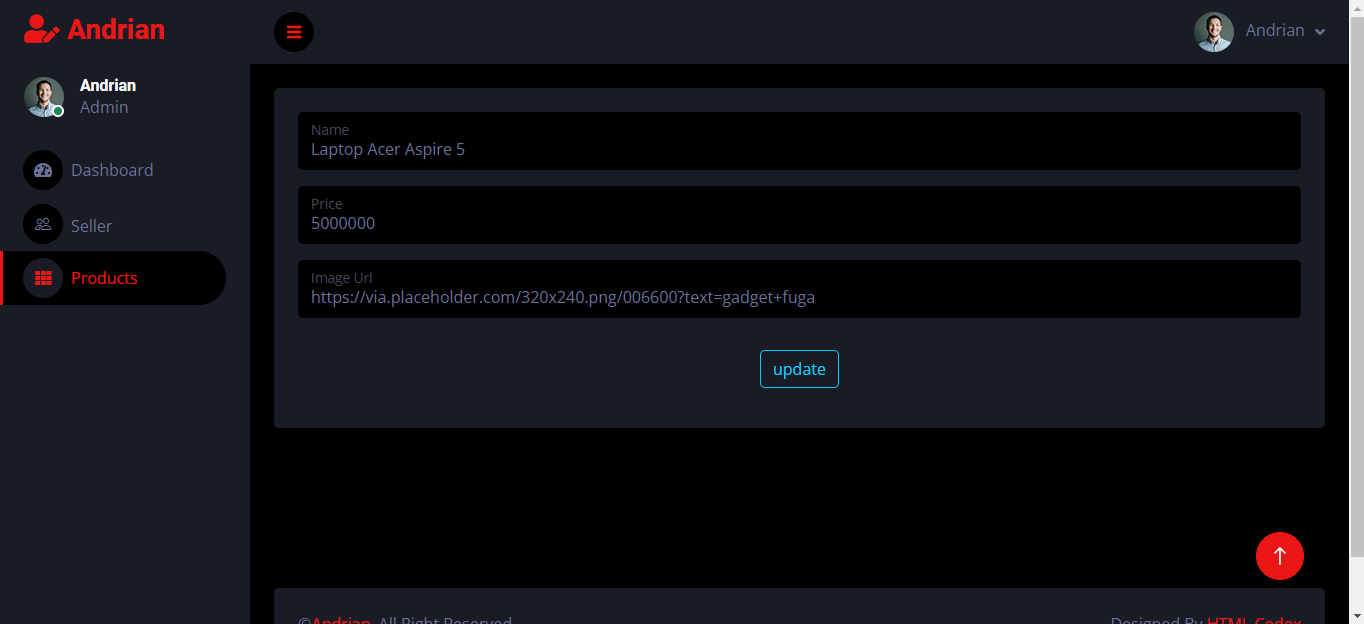 Andrian
Andrian
Andrian
Admin
Dashboard
Seller
Products
Name
Laptop Acer Aspire 5
Price
5000000
Image Url
https://via.placeholder.com/320x240.png/006600?text=gadget+fuga
update
©Andrian, All Right Reserved.
Designed By HTML Codex